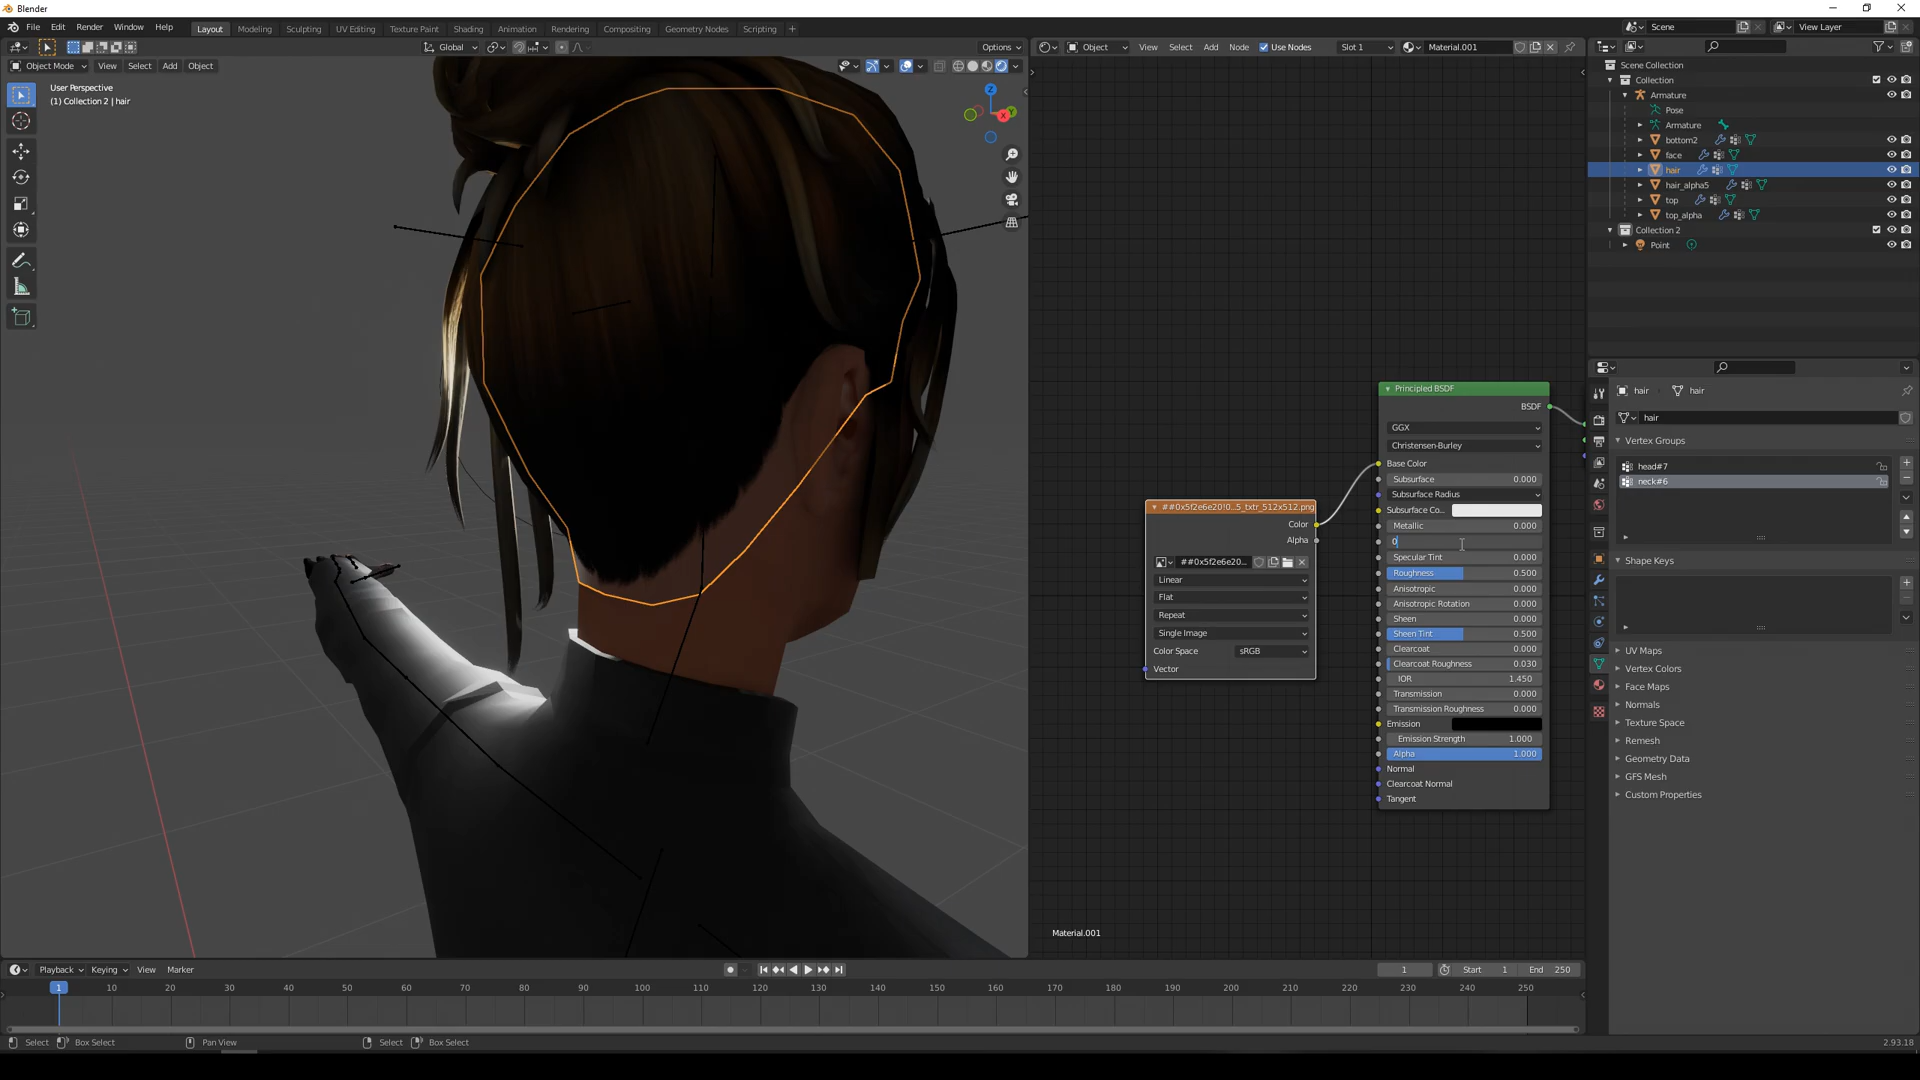 Blender
File Edit Render Window Help
Layout Modeling Sculpting UV Editing Texture Paint Shading Animation Rendering Compositing Geometry Nodes Scripting +
Scene
View Layer
Global
Options
Object Mode View Select Add Object
User Perspective
(1) Collection 2 | hair
Z
Y
X
Object View Select Add Node Use Nodes Slot 1 Material.001
Principled BSDF
BSDF
GGX
Christensen-Burley
Base Color
Subsurface 0.000
Subsurface Radius
Subsurface Co...
Metallic 0.000
0
Specular Tint 0.000
Roughness 0.500
Anisotropic 0.000
Anisotropic Rotation 0.000
Sheen 0.000
Sheen Tint 0.500
Clearcoat 0.000
Clearcoat Roughness 0.030
IOR 1.450
Transmission 0.000
Transmission Roughness 0.000
Emission
Emission Strength 1.000
Alpha 1.000
Normal
Clearcoat Normal
Tangent
##0x5f2e6e20!0...5_txtr_512x512.png
Color
Alpha
##0x5f2e6e20...
Linear
Flat
Repeat
Single Image
Color Space sRGB
Vector
Material.001
Scene Collection
Collection
Armature
Pose
Armature
bottom2
face
hair
hair_alpha5
top
top_alpha
Collection 2
Point
hair hair
hair
Vertex Groups
head#7
neck#6
Shape Keys
UV Maps
Vertex Colors
Face Maps
Normals
Texture Space
Remesh
Geometry Data
GFS Mesh
Custom Properties
Playback Keying View Marker
1 Start 1 End 250
1 10 20 30 40 50 60 70 80 90 100 110 120 130 140 150 160 170 180 190 200 210 220 230 240 250
Select Box Select Pan View Select Box Select
2.93.18